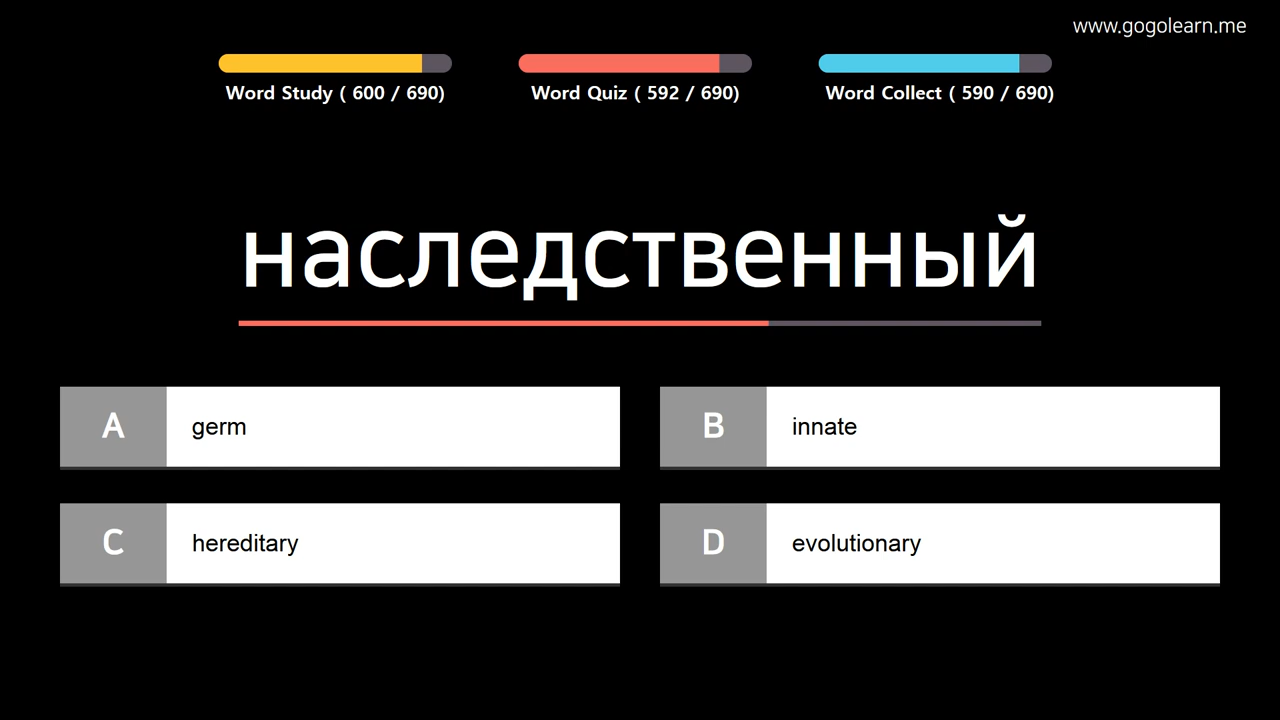 www.gogolearn.me
Word Study ( 600 / 690)
Word Quiz ( 592 / 690)
Word Collect ( 590 / 690)
наследственный
A
germ
B
innate
C
hereditary
D
evolutionary